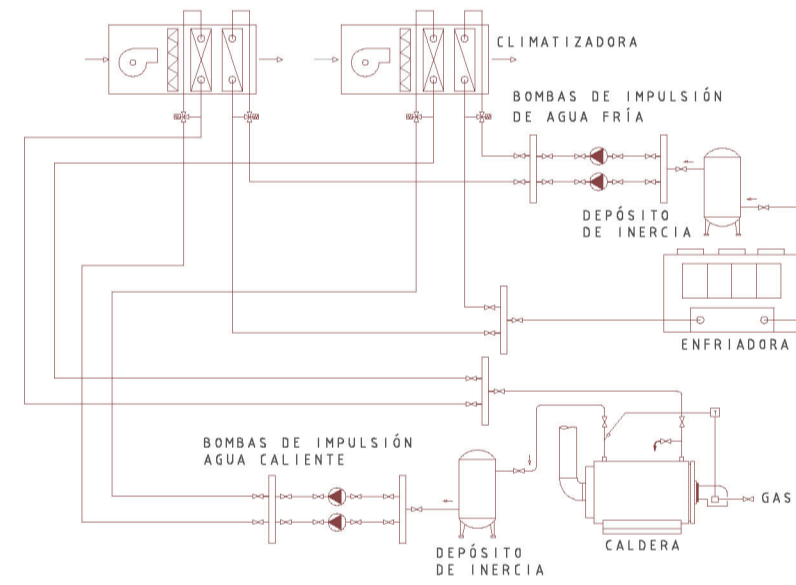 CLIMATIZADORA
BOMBAS DE IMPULSIÓN
DE AGUA FRÍA
DEPÓSITO
DE INERCIA
ENFRIADORA
BOMBAS DE IMPULSIÓN
AGUA CALIENTE
GAS
CALDERA
DEPÓSITO
DE INERCIA